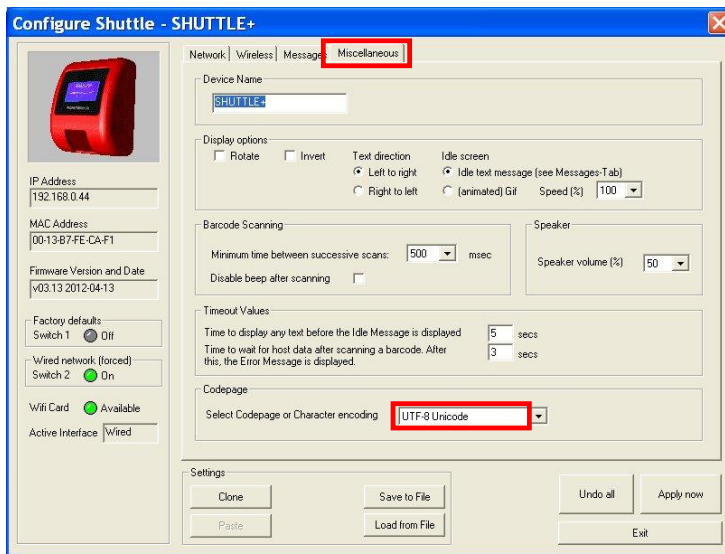 Configure Shuttle - SHUTTLE+
Network Wireless Messages Miscellaneous
IP Address
192.168.0.44
MAC Address
00-13-B7-FE-CA-F1
Firmware Version and Date
v03.13 2012-04-13
Factory defaults
Switch 1 Off
Wired network (forced)
Switch 2 On
Wifi Card Available
Active Interface Wired
Device Name
SHUTTLE+
Display options
Rotate Invert Text direction Idle screen
Left to right Idle text message (see Messages-Tab)
Right to left (animated) Gif Speed (%) 100
Barcode Scanning
Minimum time between successive scans: 500 msec
Disable beep after scanning
Speaker
Speaker volume (%) 50
Timeout Values
Time to display any text before the Idle Message is displayed 5 secs
Time to wait for host data after scanning a barcode. After 3 secs
this, the Error Message is displayed.
Codepage
Select Codepage or Character encoding UTF-8 Unicode
Settings
Clone Save to File
Paste Load from File
Undo all Apply now
Exit